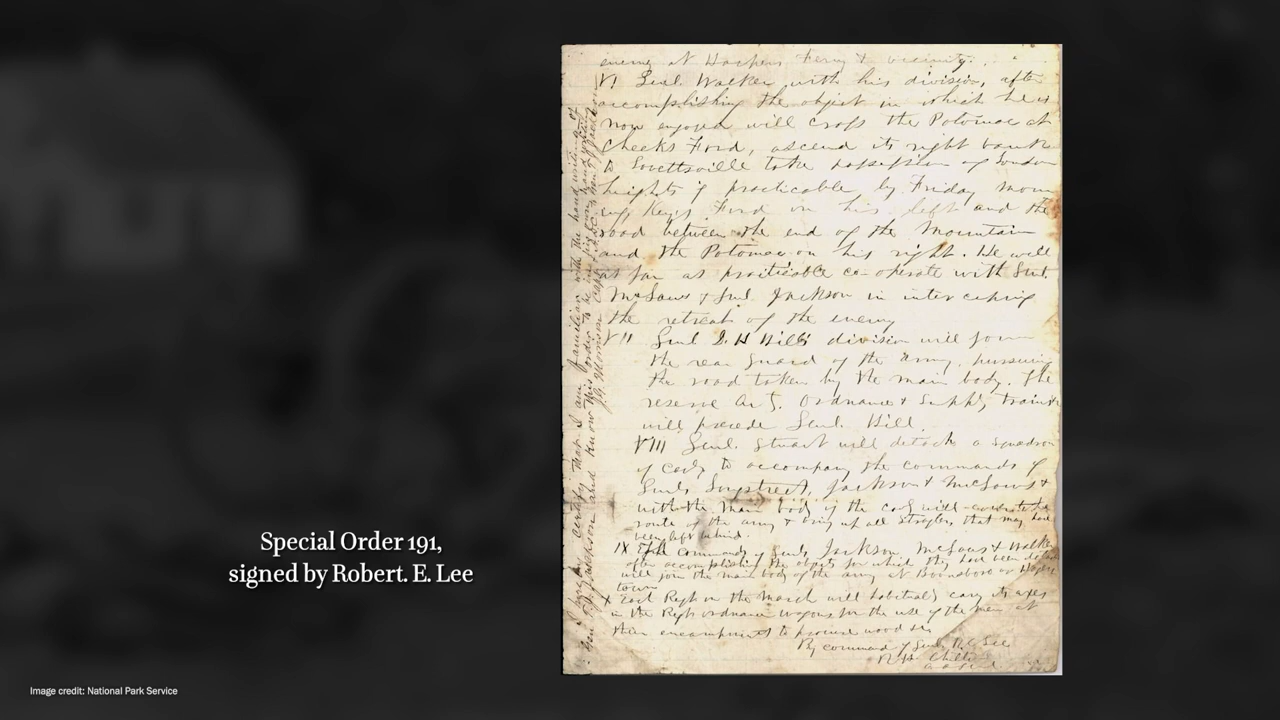 enemy at Harpers Ferry & vicinity.
VI Genl Walker with his division, after
accomplishing the object in which he is
now engaged will cross the Potomac at
Cheeks Ford, ascend its right bank
to Lovettsville take possession of Loudon
heights if practicable by Friday morn
ing Keys Ford on his left and the
road between the end of the Mountain
and the Potomac on his right. He will
as far as practicable co-operate with Genl.
McLaws & Genl Jackson in intercepting
the retreat of the enemy
VII Genl D. H Hill's division will form
the rear guard of the army, pursuing
the road taken by the main body. The
reserve Art. Ordnance & Supply trains &
will precede Genl. Hill.
VIII Genl. Stuart will detach a squadron
of Cavly to accompany the commands of
Genls Longstreet, Jackson & McLaws &
with the main body of the cavly will
route of the army & bring up all stragglers that may have
been left behind.
IX The commands of Genls Jackson, McLaws & Walker
after accomplishing the objects for which they have been detached
will join the main body of the army at Boonsboro or Hagers
town
X Each Regt on the march will habitually carry its axes
in the Regt ordnance wagons for the use of the men at
their encampments to procure wood &c
By command of Genl R. E. Lee
R. H. Chilton
Special Order 191,
signed by Robert. E. Lee
Image credit: National Park Service